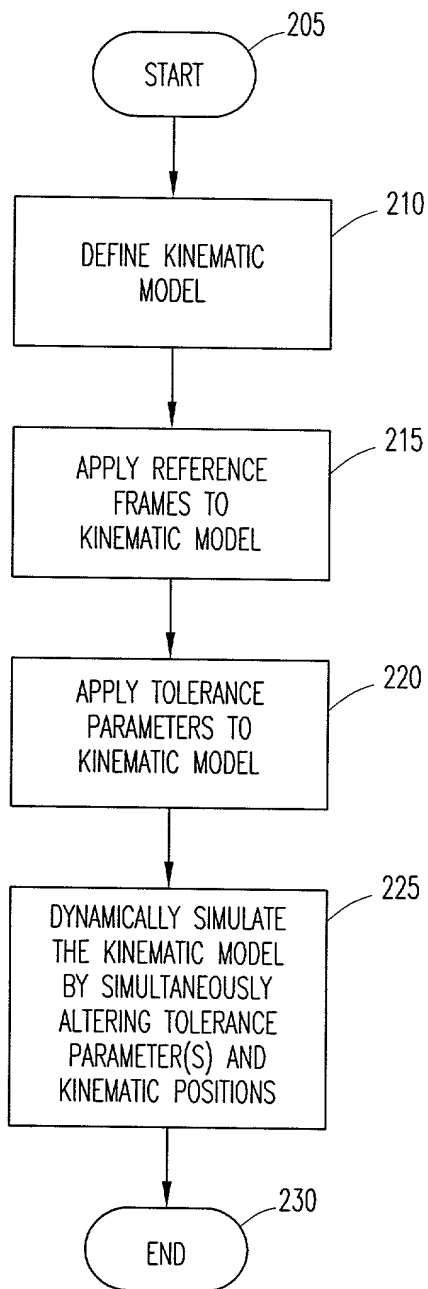 205
START
210
DEFINE KINEMATIC
MODEL
215
APPLY REFERENCE
FRAMES TO
KINEMATIC MODEL
220
APPLY TOLERANCE
PARAMETERS TO
KINEMATIC MODEL
225
DYNAMICALLY SIMULATE
THE KINEMATIC MODEL
BY SIMULTANEOUSLY
ALTERING TOLERANCE
PARAMETER(S) AND
KINEMATIC POSITIONS
230
END